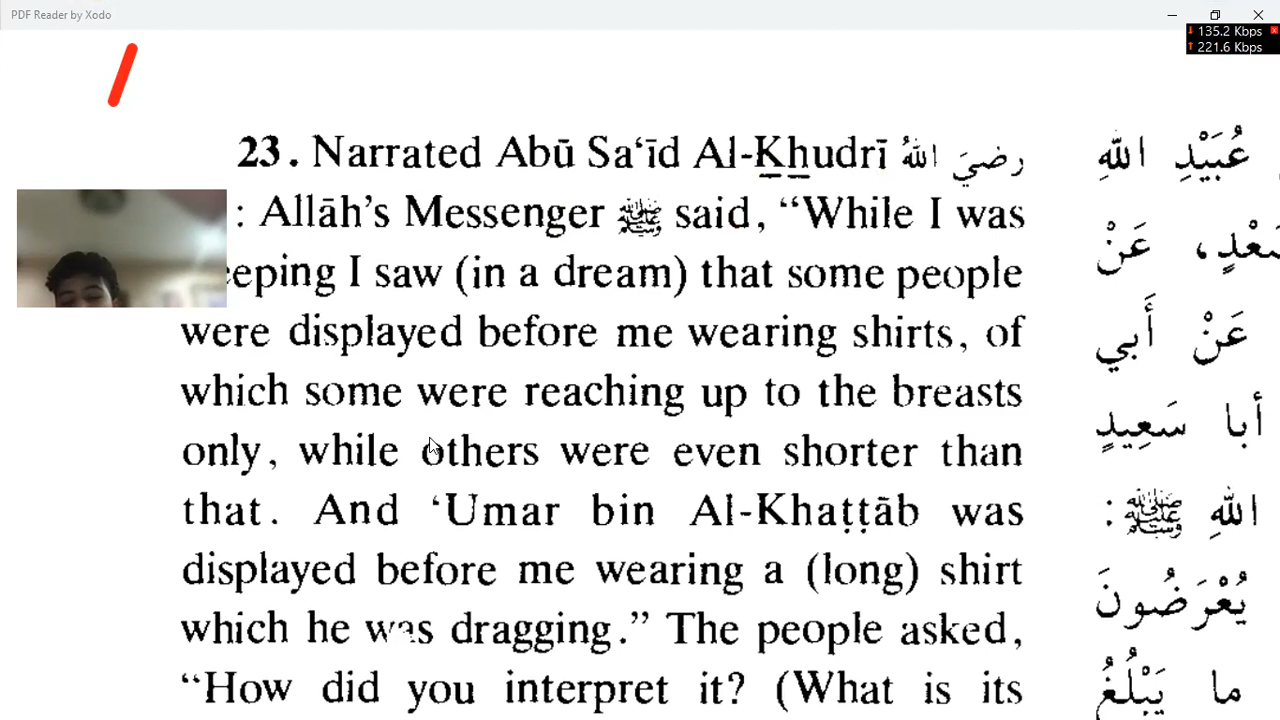 PDF Reader by Xodo
135.2 Kbps
221.6 Kbps
23. Narrated Abū Sa‘īd Al-Khudrī رضيَ اللهُ
: Allāh's Messenger ﷺ said, “While I was
eeping I saw (in a dream) that some people
were displayed before me wearing shirts, of
which some were reaching up to the breasts
only, while others were even shorter than
that. And ‘Umar bin Al-Khaṭṭāb was
displayed before me wearing a (long) shirt
which he was dragging.” The people asked,
“How did you interpret it? (What is its
عُبَيْدِ اللهِ
سَعْدٍ، عَنْ
عَنْ أَبي
أبا سَعِيدٍ
اللهِ ﷺ:
يُعْرَضُونَ
ما يَبْلُغُ